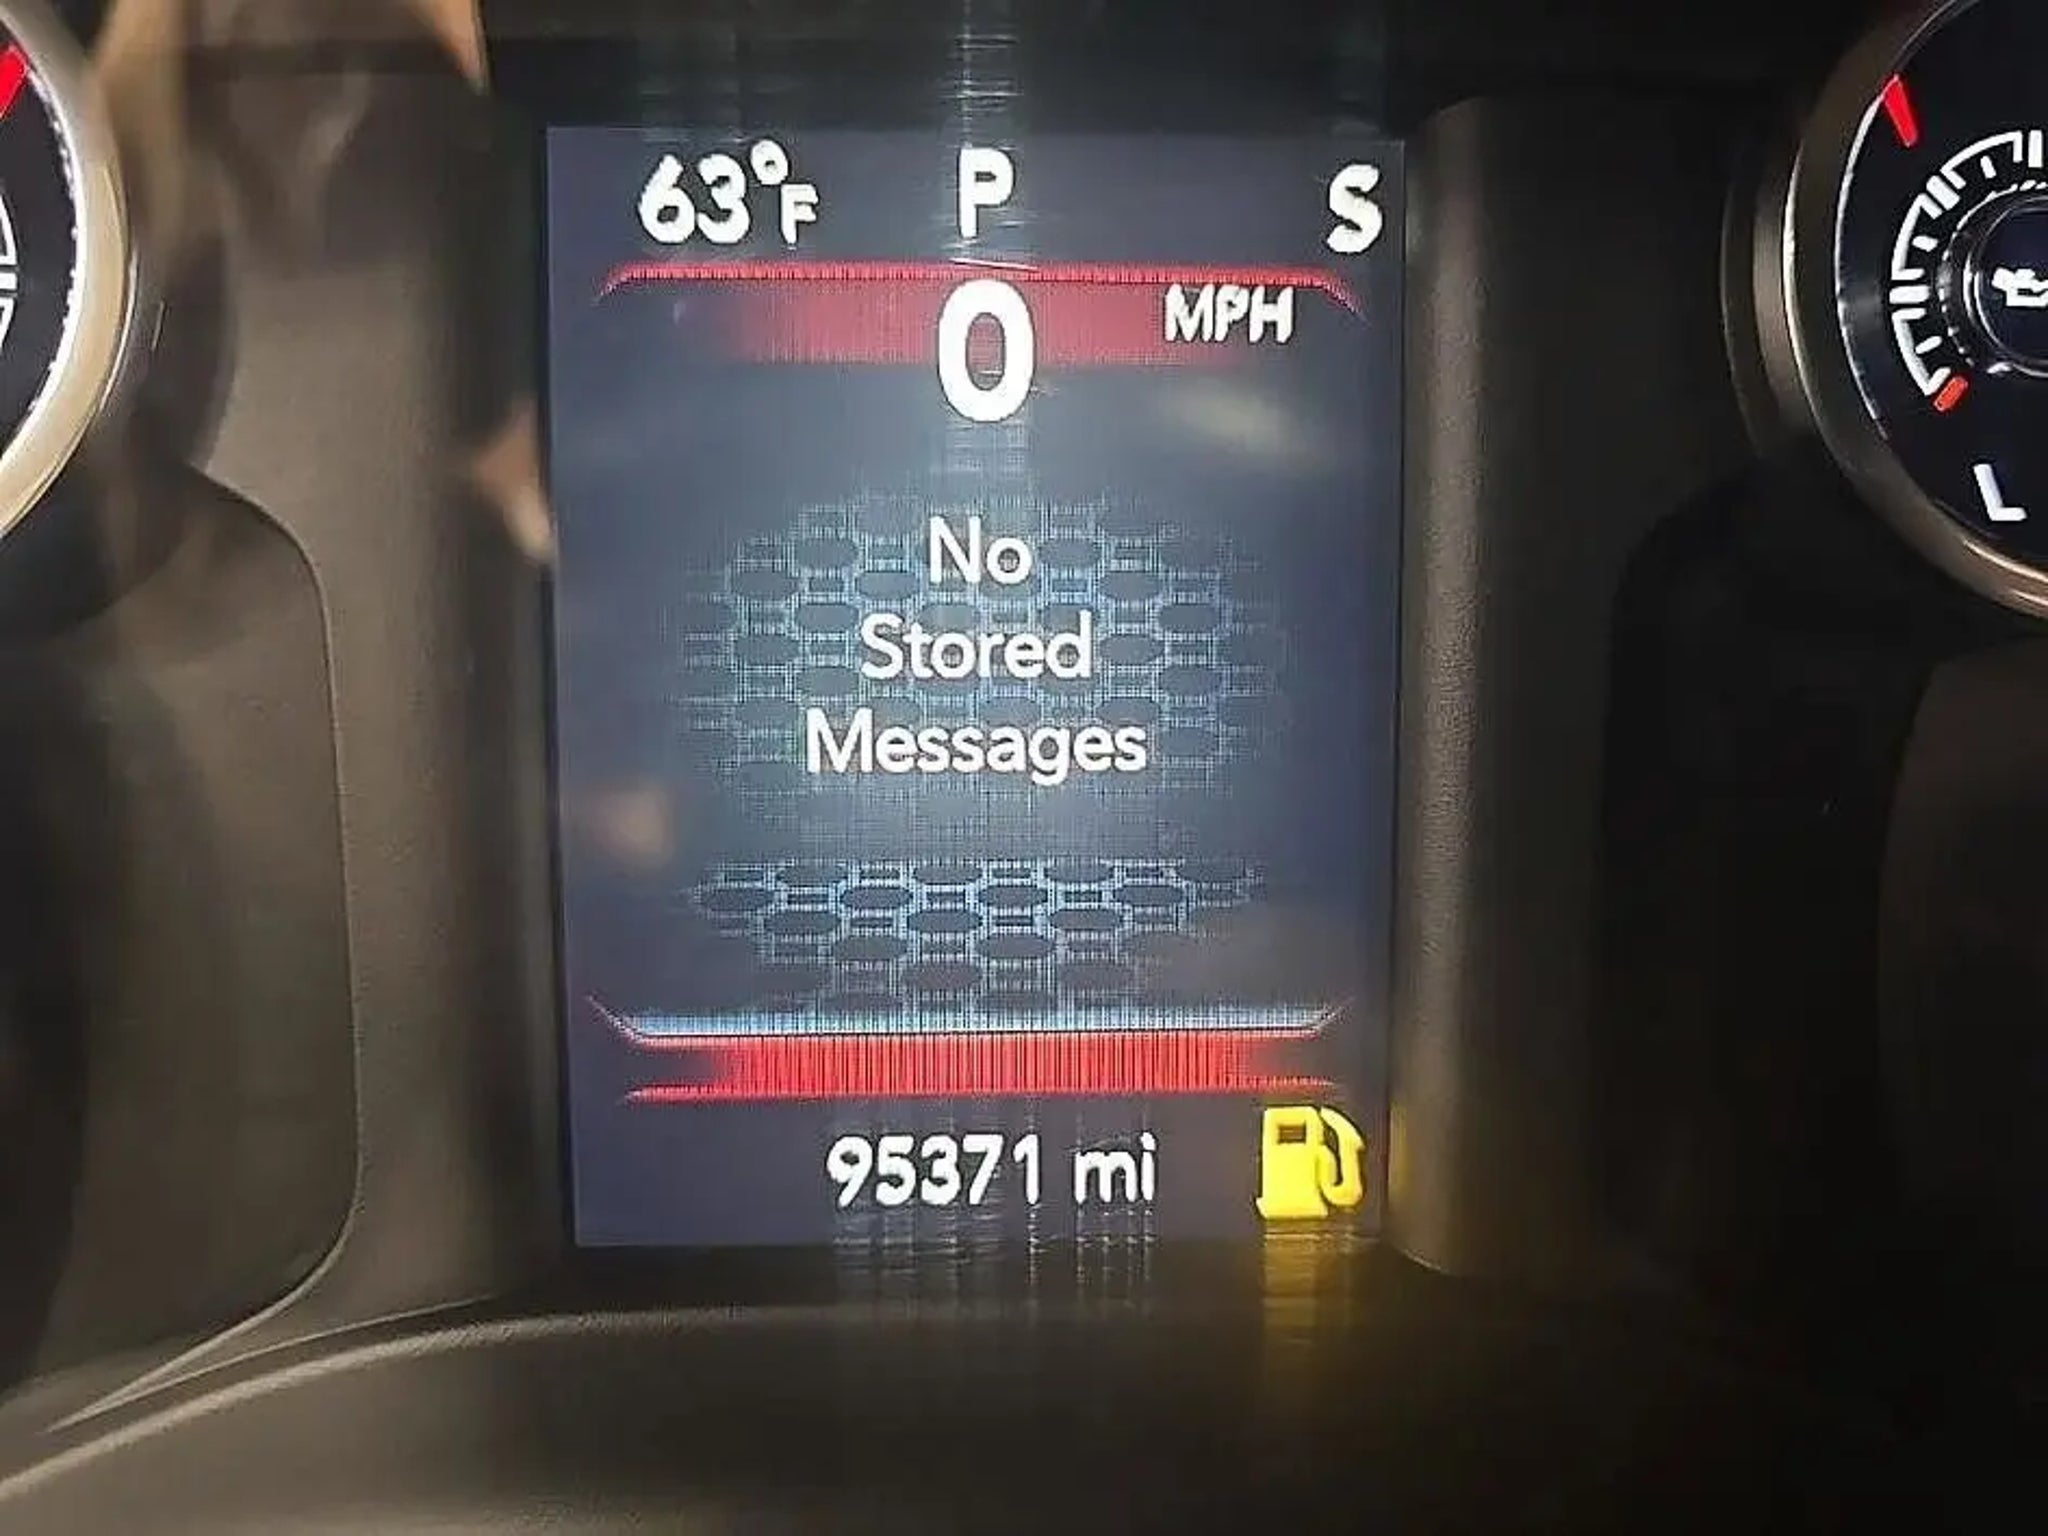 63°F P S
0 MPH
No
Stored
Messages
95371 mi
L